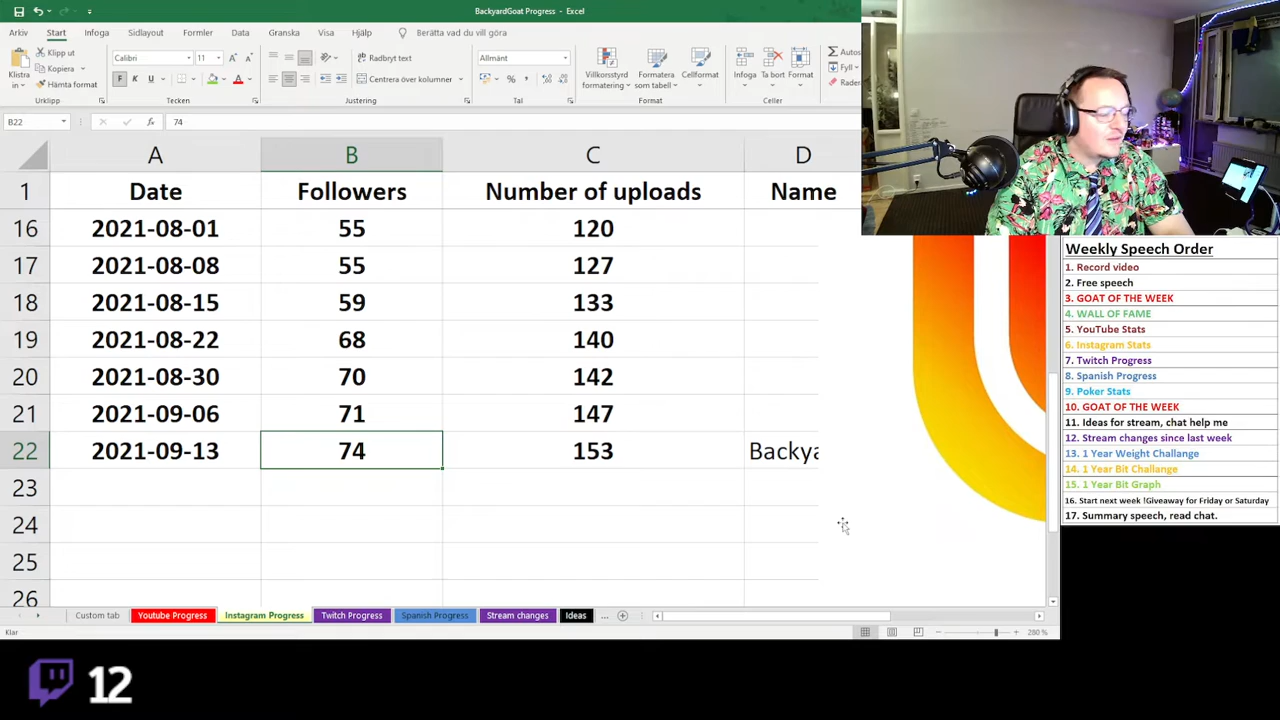 BackyardGoat Progress - Excel
Arkiv Start Infoga Sidlayout Formler Data Granska Visa Hjälp Berätta vad du vill göra
Klistra in Klipp ut Kopiera Hämta format
Calibri 11
F K U
Radbryt text
Centrera över kolumner
Allmänt
%
Villkorsstyrd formatering Formatera som tabell Cellformat
Infoga Ta bort Format
Autos
Fyll
Rader
Urklipp Tecken Justering Tal Format Celler
B22 fx 74
A B C D
1 Date Followers Number of uploads Name
16 2021-08-01 55 120
17 2021-08-08 55 127
18 2021-08-15 59 133
19 2021-08-22 68 140
20 2021-08-30 70 142
21 2021-09-06 71 147
22 2021-09-13 74 153 Backya
23
24
25
26
Custom tab Youtube Progress Instagram Progress Twitch Progress Spanish Progress Stream changes Ideas ...
Klar 280 %
Weekly Speech Order
1. Record video
2. Free speech
3. GOAT OF THE WEEK
4. WALL OF FAME
5. YouTube Stats
6. Instagram Stats
7. Twitch Progress
8. Spanish Progress
9. Poker Stats
10. GOAT OF THE WEEK
11. Ideas for stream, chat help me
12. Stream changes since last week
13. 1 Year Weight Challange
14. 1 Year Bit Challange
15. 1 Year Bit Graph
16. Start next week !Giveaway for Friday or Saturday
17. Summary speech, read chat.
12